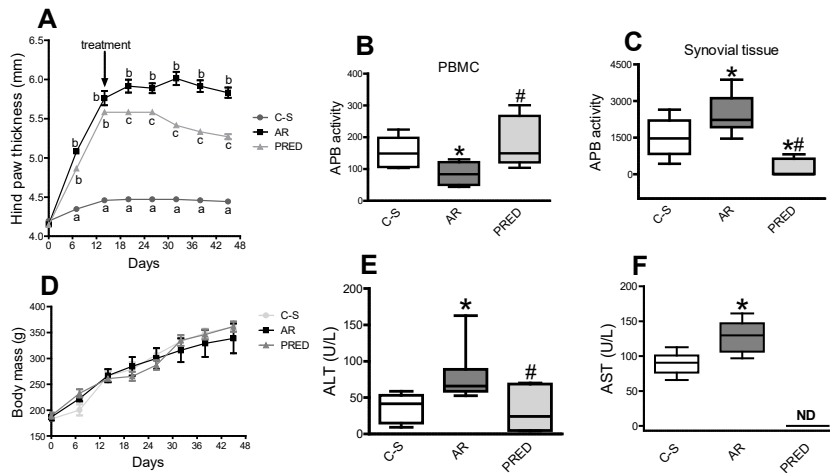 A
treatment
Hind paw thickness (mm)
6.5
6.0
5.5
5.0
4.5
4.0
b b b b b b b
b c c c c c
a a a a a a a
0 6 12 18 24 30 36 42 48
Days
C-S
AR
PRED
B
PBMC
APB activity
400
300
200
100
0
*
#
C-S AR PRED
C
Synovial tissue
APB activity
4500
3000
1500
0
*
*#
C-S AR PRED
D
Body mass (g)
400
350
300
250
200
150
0 6 12 18 24 30 36 42 48
Days
C-S
AR
PRED
E
ALT (U/L)
200
150
100
50
0
*
#
C-S AR PRED
F
AST (U/L)
200
150
100
50
0
*
ND
C-S AR PRED